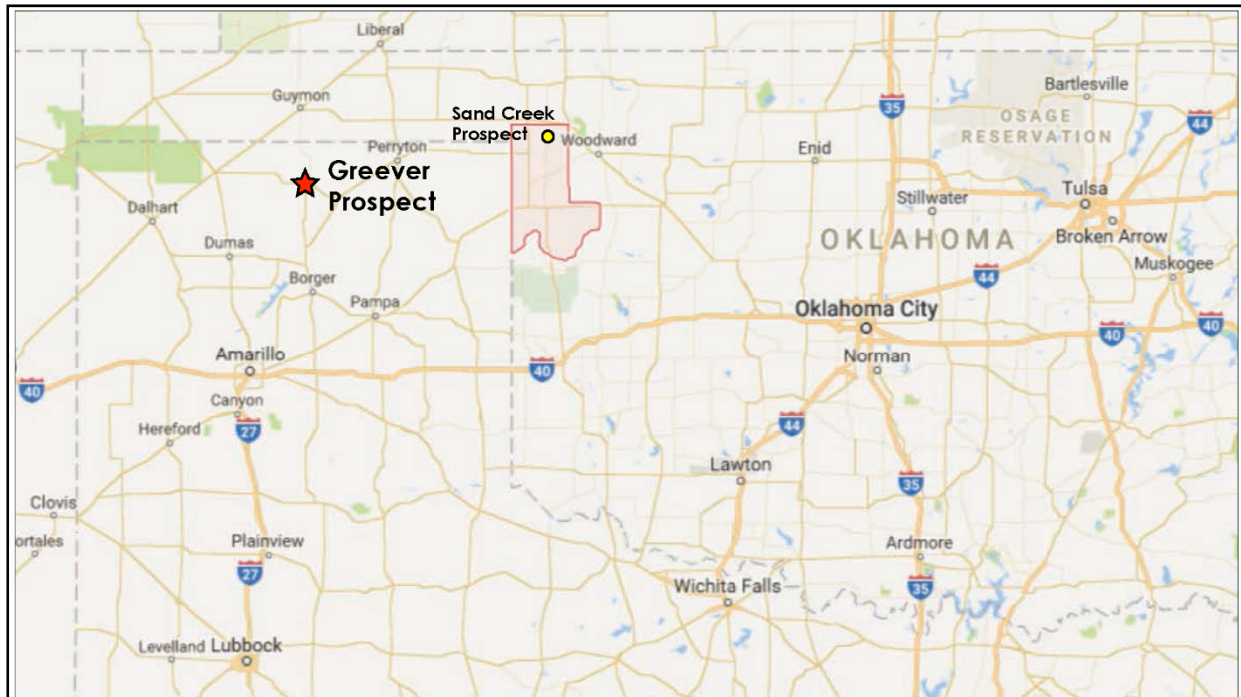 Liberal
Bartlesville
Guymon
35
Sand Creek
Prospect
OSAGE
RESERVATION
44
Perryton
Woodward
Enid
Greever
Prospect
Stillwater
Tulsa
Dalhart
Broken Arrow
Dumas
OKLAHOMA
Muskogee
Borger
44
Pampa
Oklahoma City
40
40
Amarillo
40
Norman
40
Canyon
Hereford
27
44
Lawton
35
Clovis
ortales
Plainview
Ardmore
27
Wichita Falls
35
Levelland
Lubbock